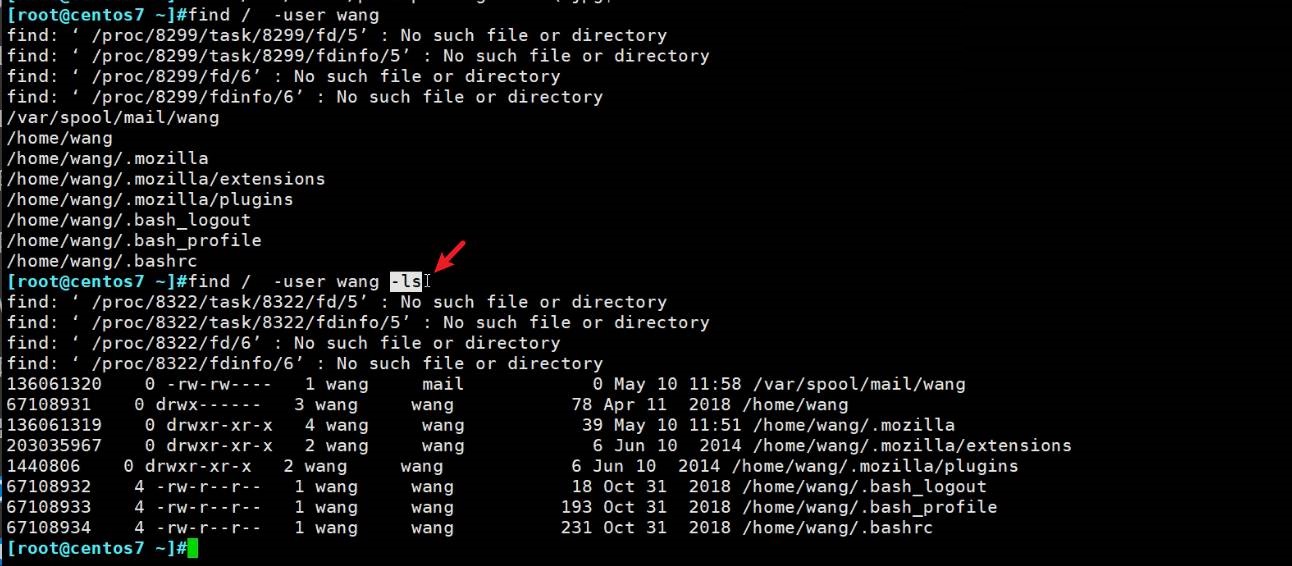 [root@centos7 ~]#find /  -user wang
find: ‘ /proc/8299/task/8299/fd/5’ : No such file or directory
find: ‘ /proc/8299/task/8299/fdinfo/5’ : No such file or directory
find: ‘ /proc/8299/fd/6’ : No such file or directory
find: ‘ /proc/8299/fdinfo/6’ : No such file or directory
/var/spool/mail/wang
/home/wang
/home/wang/.mozilla
/home/wang/.mozilla/extensions
/home/wang/.mozilla/plugins
/home/wang/.bash_logout
/home/wang/.bash_profile
/home/wang/.bashrc
[root@centos7 ~]#find /  -user wang -ls
find: ‘ /proc/8322/task/8322/fd/5’ : No such file or directory
find: ‘ /proc/8322/task/8322/fdinfo/5’ : No such file or directory
find: ‘ /proc/8322/fd/6’ : No such file or directory
find: ‘ /proc/8322/fdinfo/6’ : No such file or directory
136061320    0 -rw-rw----   1 wang     mail            0 May 10 11:58 /var/spool/mail/wang
67108931    0 drwx------   3 wang     wang           78 Apr 11  2018 /home/wang
136061319    0 drwxr-xr-x   4 wang     wang           39 May 10 11:51 /home/wang/.mozilla
203035967    0 drwxr-xr-x   2 wang     wang            6 Jun 10  2014 /home/wang/.mozilla/extensions
1440806    0 drwxr-xr-x   2 wang     wang            6 Jun 10  2014 /home/wang/.mozilla/plugins
67108932    4 -rw-r--r--   1 wang     wang           18 Oct 31  2018 /home/wang/.bash_logout
67108933    4 -rw-r--r--   1 wang     wang          193 Oct 31  2018 /home/wang/.bash_profile
67108934    4 -rw-r--r--   1 wang     wang          231 Oct 31  2018 /home/wang/.bashrc
[root@centos7 ~]#